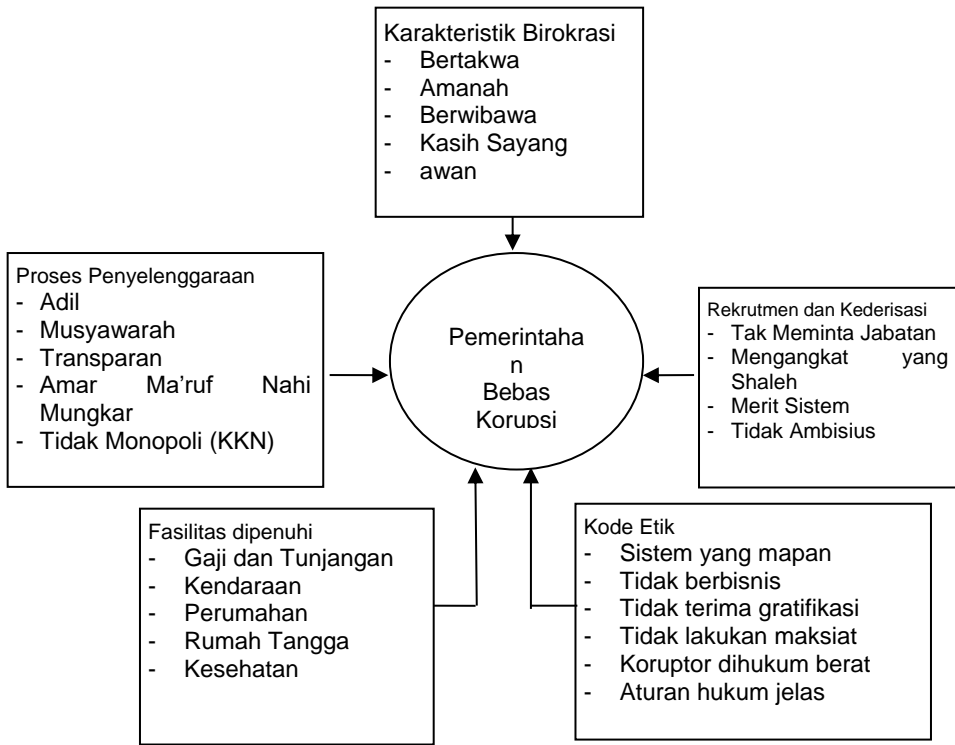 Karakteristik Birokrasi
- Bertakwa
- Amanah
- Berwibawa
- Kasih Sayang
- awan
Proses Penyelenggaraan
- Adil
- Musyawarah
- Transparan
- Amar Ma’ruf Nahi
Mungkar
- Tidak Monopoli (KKN)
Pemerintaha
n
Bebas
Korupsi
Rekrutmen dan Kederisasi
- Tak Meminta Jabatan
- Mengangkat yang
Shaleh
- Merit Sistem
- Tidak Ambisius
Fasilitas dipenuhi
- Gaji dan Tunjangan
- Kendaraan
- Perumahan
- Rumah Tangga
- Kesehatan
Kode Etik
- Sistem yang mapan
- Tidak berbisnis
- Tidak terima gratifikasi
- Tidak lakukan maksiat
- Koruptor dihukum berat
- Aturan hukum jelas